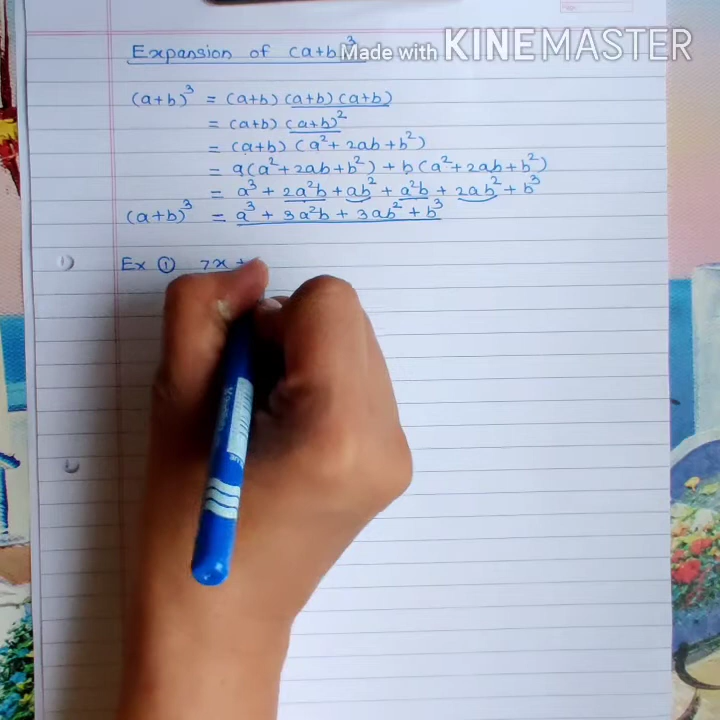 Expansion of (a+b)³
Made with KINEMASTER
(a+b)³ = (a+b) (a+b) (a+b)
= (a+b) (a+b)²
= (a+b) (a² + 2ab + b²)
= a(a² + 2ab + b²) + b(a² + 2ab + b²)
= a³ + 2a²b + ab² + a²b + 2ab² + b³
(a+b)³ = a³ + 3a²b + 3ab² + b³
Ex ① 7x +